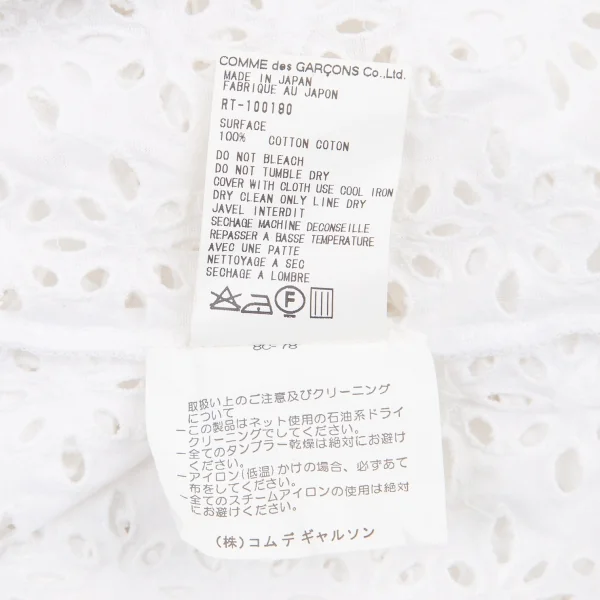 COMME des GARÇONS Co.,Ltd.
MADE IN JAPAN
FABRIQUE AU JAPON
RT-100180
SURFACE
100% COTTON COTON
DO NOT BLEACH
DO NOT TUMBLE DRY
COVER WITH CLOTH USE COOL IRON
DRY CLEAN ONLY LINE DRY
JAVEL INTERDIT
SECHAGE MACHINE DECONSEILLE
REPASSER A BASSE TEMPERATURE
AVEC UNE PATTE
NETTOYAGE A SEC
SECHAGE A LOMBRE
F
取扱い上のご注意及びクリーニング
について
－この製品はネット使用の石油系ドライ
クリーニングでしてください。
－全てのタンブラー乾燥は絶対にお避け
ください。
－アイロン(低温)かけの場合、必ずあて
布をしてください。
－全てのスチームアイロンの使用は絶対
にお避けください。
(株)コム デ ギャルソン